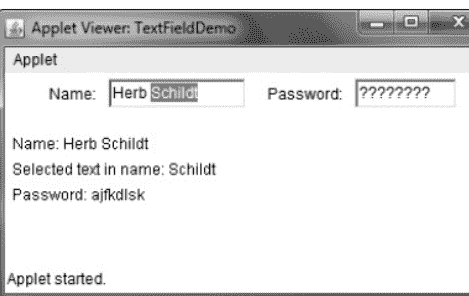 Applet Viewer: TextFieldDemo
Applet
Name: Herb Schildt Password: ????????
Name: Herb Schildt
Selected text in name: Schildt
Password: ajfkdlsk
Applet started.